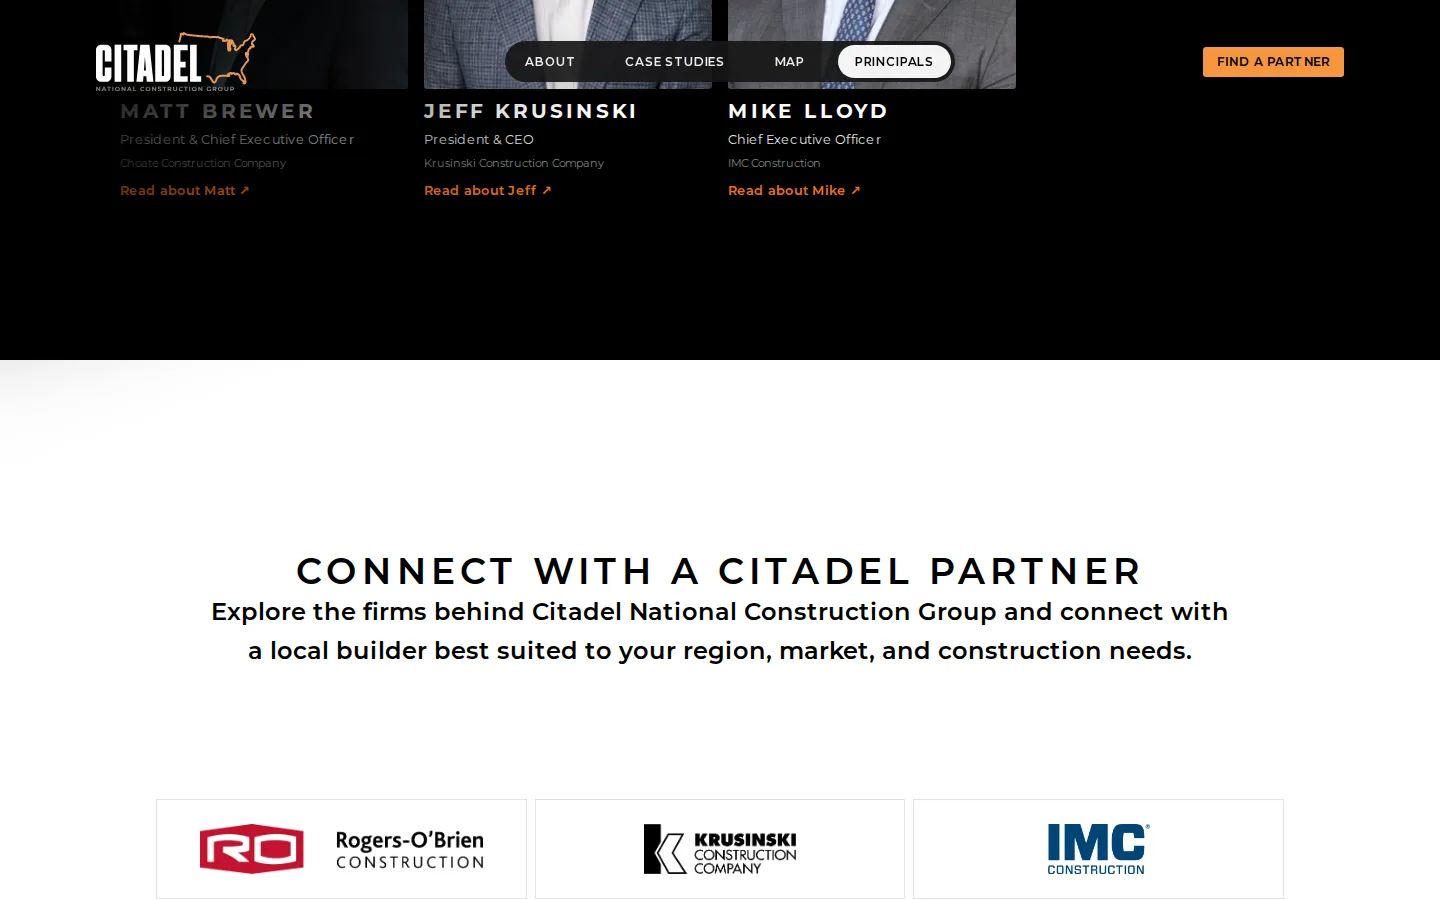 CITADEL
NATIONAL CONSTRUCTION GROUP
ABOUT
CASE STUDIES
MAP
PRINCIPALS
FIND A PARTNER
MATT BREWER
President & Chief Executive Officer
Choate Construction Company
Read about Matt ↗
JEFF KRUSINSKI
President & CEO
Krusinski Construction Company
Read about Jeff ↗
MIKE LLOYD
Chief Executive Officer
IMC Construction
Read about Mike ↗
CONNECT WITH A CITADEL PARTNER
Explore the firms behind Citadel National Construction Group and connect with
a local builder best suited to your region, market, and construction needs.
RO
Rogers-O’Brien
CONSTRUCTION
K
KRUSINSKI
CONSTRUCTION
COMPANY
IMC®
CONSTRUCTION